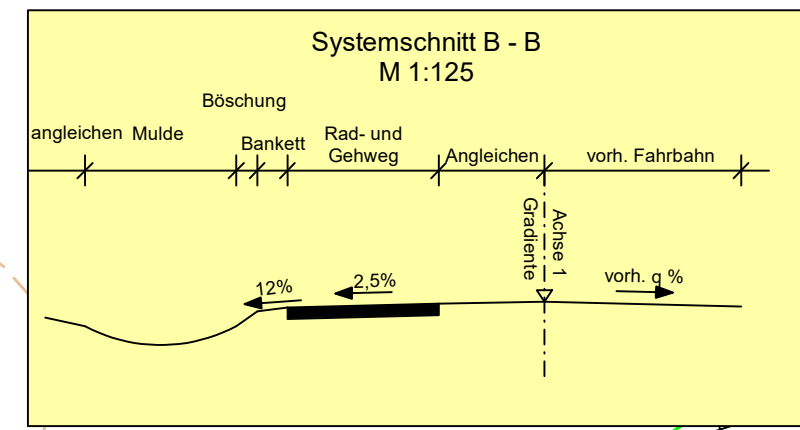 Systemschnitt B - B
M 1:125
Böschung
angleichen
Mulde
Bankett
Rad- und
Gehweg
Angleichen
vorh. Fahrbahn
Achse 1
Gradiente
12%
2,5%
vorh. q %